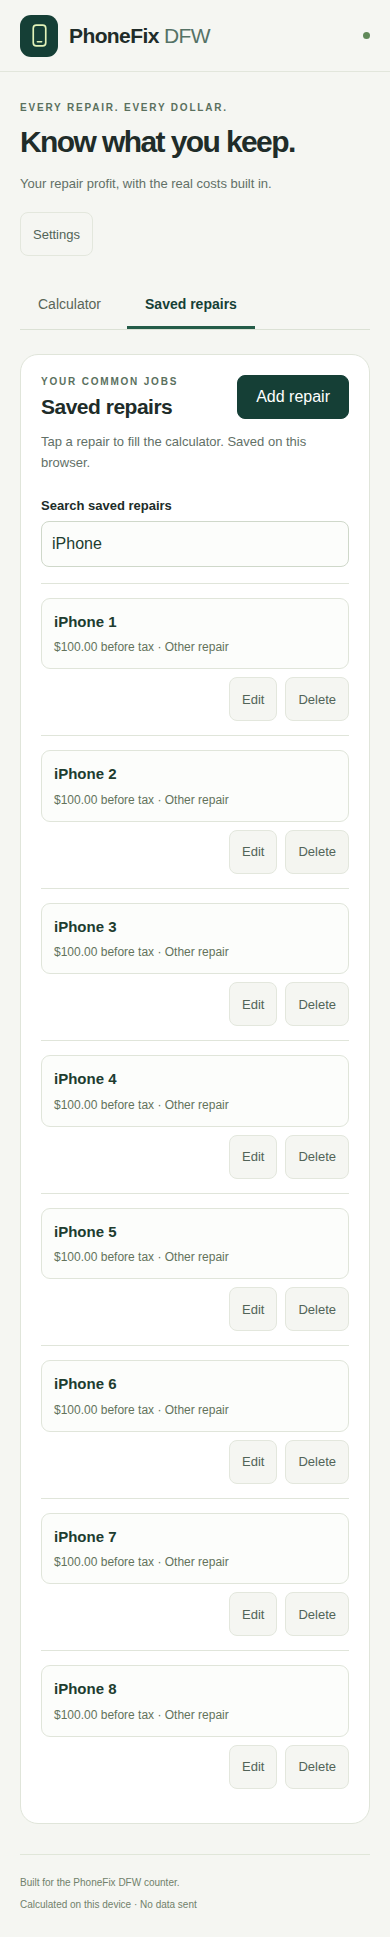 PhoneFix DFW
EVERY REPAIR. EVERY DOLLAR.
Know what you keep.
Your repair profit, with the real costs built in.
Settings
Calculator
Saved repairs
YOUR COMMON JOBS
Saved repairs
Add repair
Tap a repair to fill the calculator. Saved on this
browser.
Search saved repairs
iPhone
iPhone 1
$100.00 before tax · Other repair
Edit
Delete
iPhone 2
$100.00 before tax · Other repair
Edit
Delete
iPhone 3
$100.00 before tax · Other repair
Edit
Delete
iPhone 4
$100.00 before tax · Other repair
Edit
Delete
iPhone 5
$100.00 before tax · Other repair
Edit
Delete
iPhone 6
$100.00 before tax · Other repair
Edit
Delete
iPhone 7
$100.00 before tax · Other repair
Edit
Delete
iPhone 8
$100.00 before tax · Other repair
Edit
Delete
Built for the PhoneFix DFW counter.
Calculated on this device · No data sent